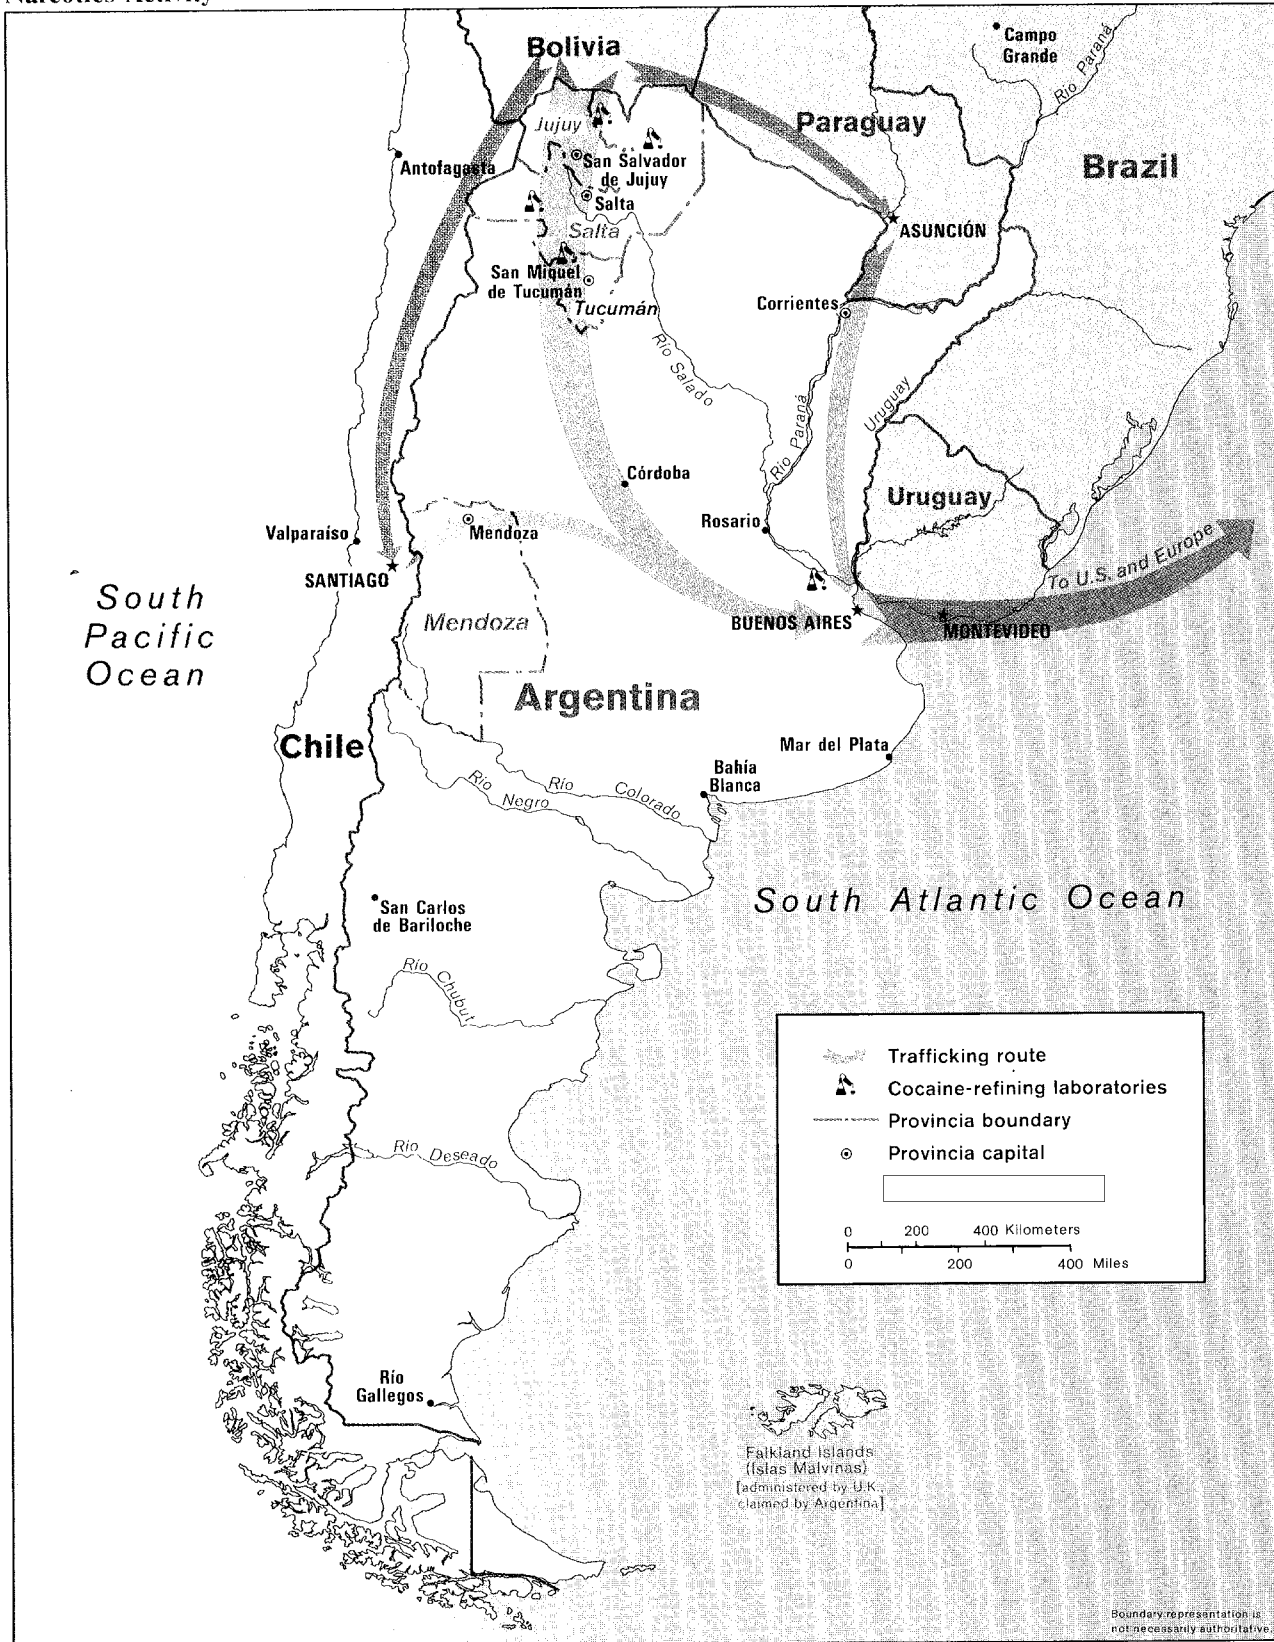 Narcotics Activity
Bolivia
Campo
Grande
Río Paraná
Jujuy
Paraguay
Brazil
Antofagasta
San Salvador
de Jujuy
Salta
Salta
ASUNCIÓN
San Miquel
de Tucumán
Tucumán
Corrientes
Río Salado
Río Paraná
Uruguay
Córdoba
Uruguay
Valparaíso
Mendoza
Rosario
SANTIAGO
To U.S. and Europe
South
Pacific
Ocean
Mendoza
BUENOS AIRES
MONTEVIDEO
Argentina
Chile
Mar del Plata
Bahía
Blanca
Río Negro
Río Colorado
San Carlos
de Bariloche
South Atlantic Ocean
Río Chubut
Trafficking route
Cocaine-refining laboratories
Provincia boundary
Provincia capital
Río Deseado
0 200 400 Kilometers
0 200 400 Miles
Río
Gallegos
Falkland Islands
(Islas Malvinas)
[administered by U.K.,
claimed by Argentina]
Boundary representation is
not necessarily authoritative.